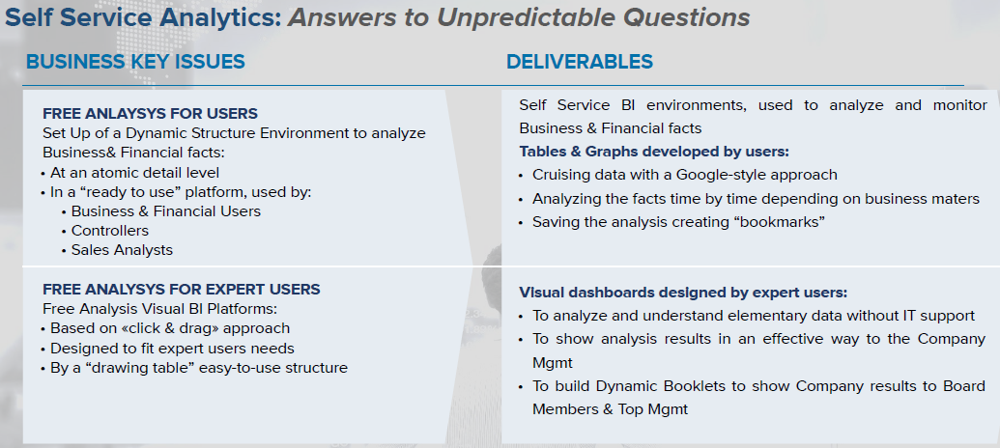 Self Service Analytics: Answers to Unpredictable Questions
BUSINESS KEY ISSUES
DELIVERABLES
FREE ANLAYSYS FOR USERS
Set Up of a Dynamic Structure Environment to analyze
Business& Financial facts:
• At an atomic detail level
• In a “ready to use” platform, used by:
• Business & Financial Users
• Controllers
• Sales Analysts
Self Service BI environments, used to analyze and monitor
Business & Financial facts
Tables & Graphs developed by users:
• Cruising data with a Google-style approach
• Analyzing the facts time by time depending on business maters
• Saving the analysis creating “bookmarks”
FREE ANALYSYS FOR EXPERT USERS
Free Analysis Visual BI Platforms:
• Based on «click & drag» approach
• Designed to fit expert users needs
• By a “drawing table” easy-to-use structure
Visual dashboards designed by expert users:
• To analyze and understand elementary data without IT support
• To show analysis results in an effective way to the Company
Mgmt
• To build Dynamic Booklets to show Company results to Board
Members & Top Mgmt